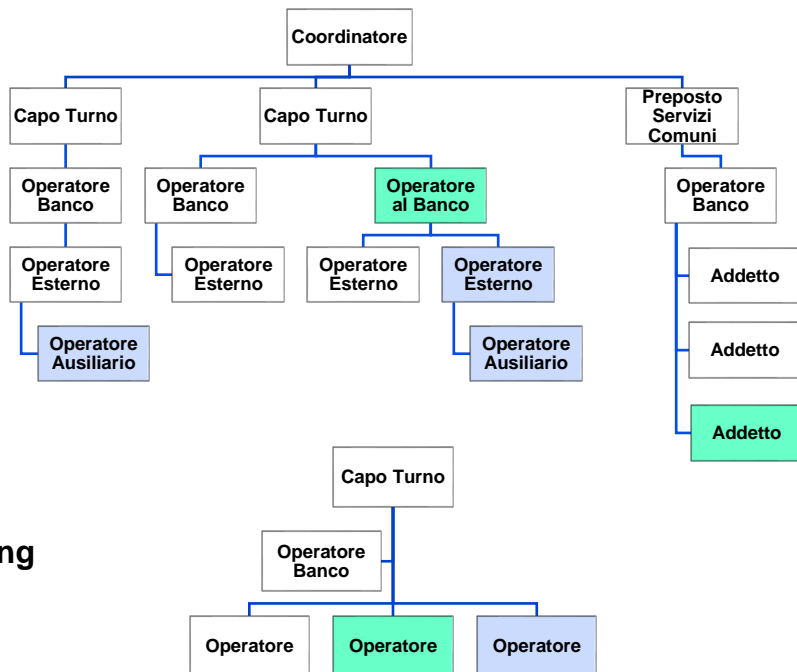 Coordinatore
Capo Turno
Capo Turno
Preposto
Servizi
Comuni
Operatore
Banco
Operatore
Banco
Operatore
al Banco
Operatore
Banco
Operatore
Esterno
Operatore
Esterno
Operatore
Esterno
Operatore
Esterno
Addetto
Operatore
Ausiliario
Operatore
Ausiliario
Addetto
Addetto
Capo Turno
ng
Operatore
Banco
Operatore
Operatore
Operatore